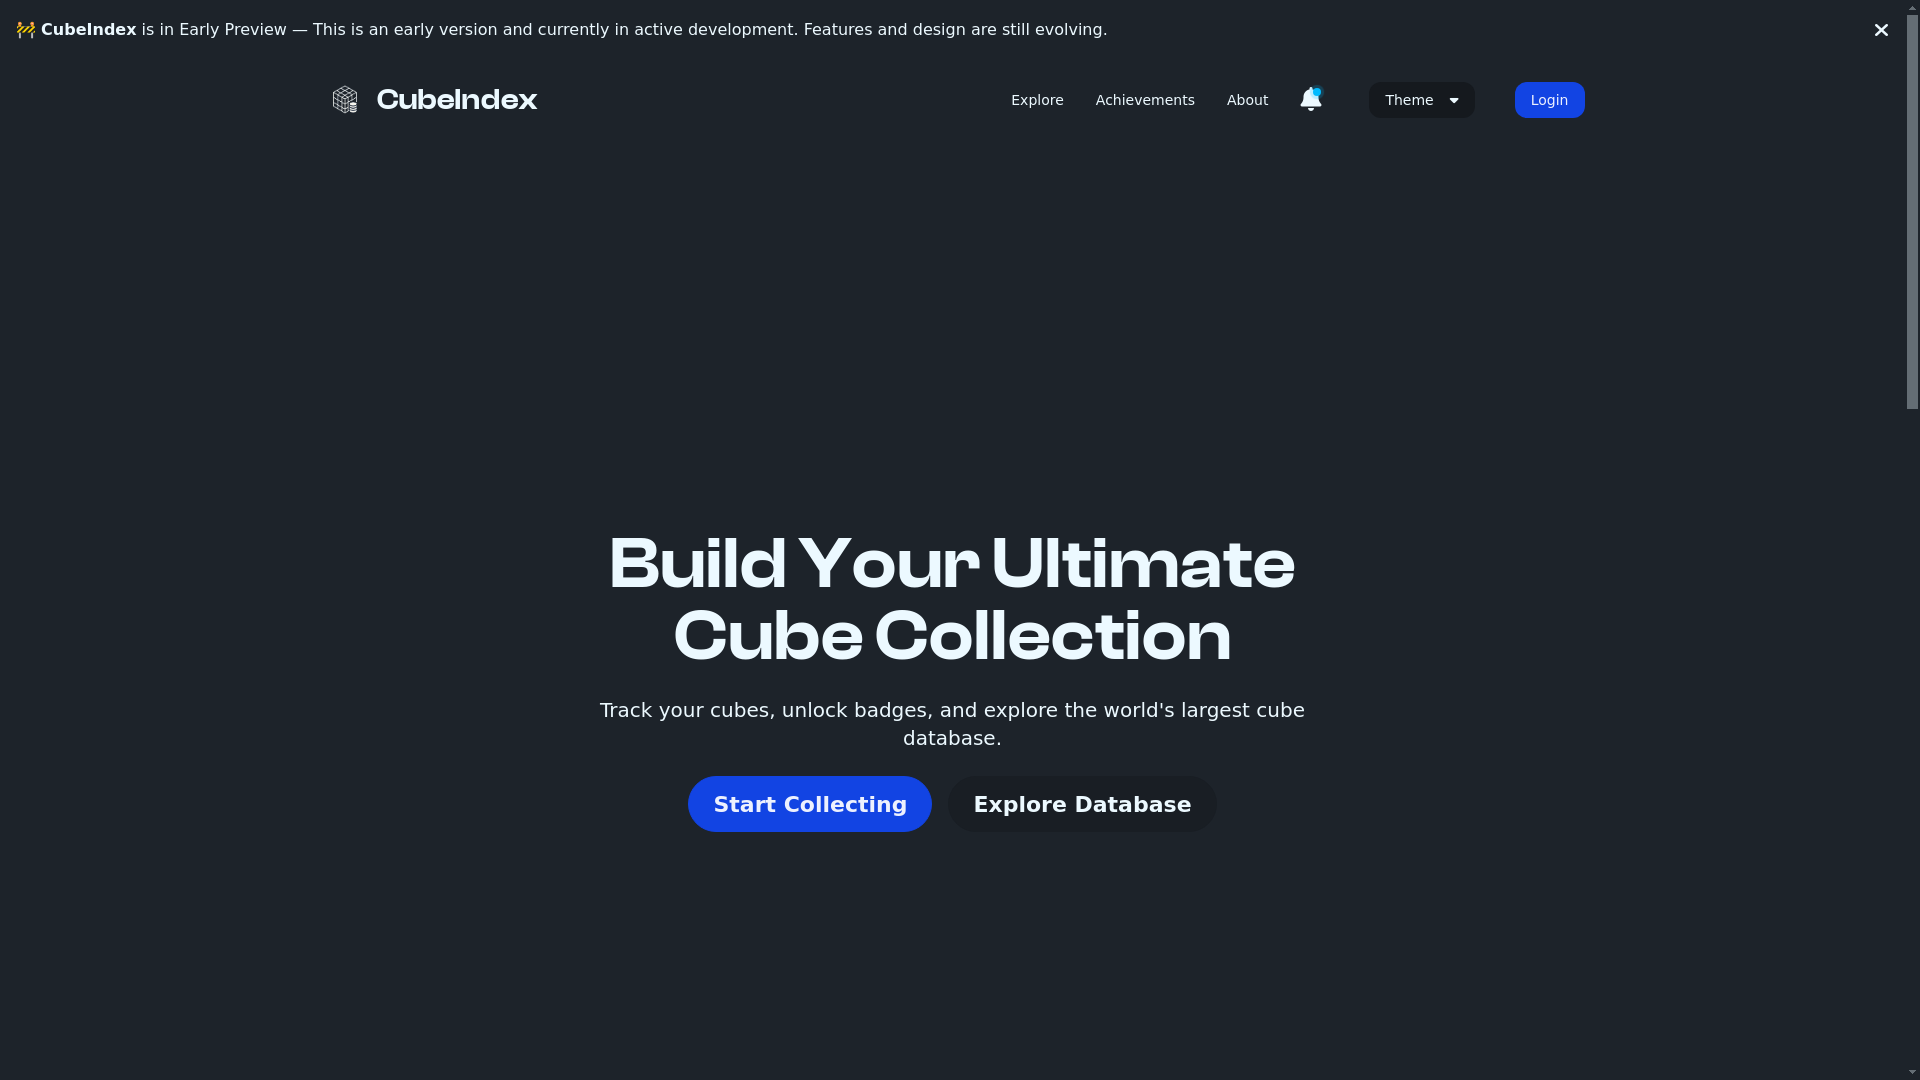 🚧 CubeIndex is in Early Preview — This is an early version and currently in active development. Features and design are still evolving.
CubeIndex
Explore
Achievements
About
Theme
Login
Build Your Ultimate
Cube Collection
Track your cubes, unlock badges, and explore the world's largest cube
database.
Start Collecting
Explore Database